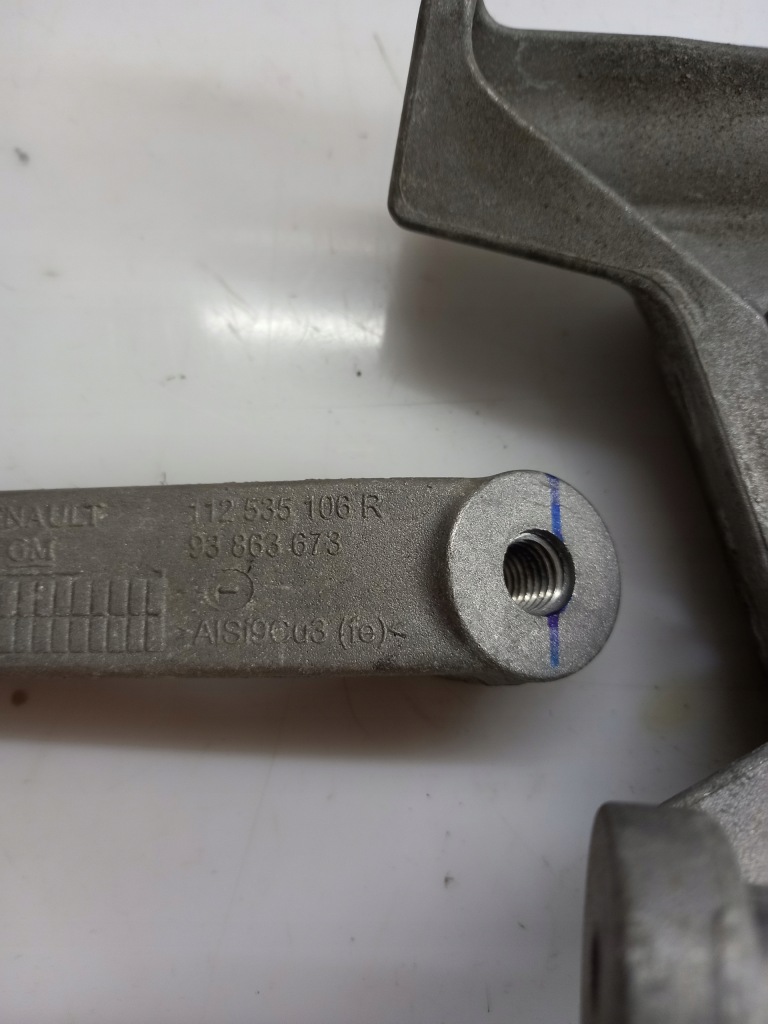 ENAULT
GM
112 535 106 R
93 863 673
>AlSi9Cu3 (fe)<